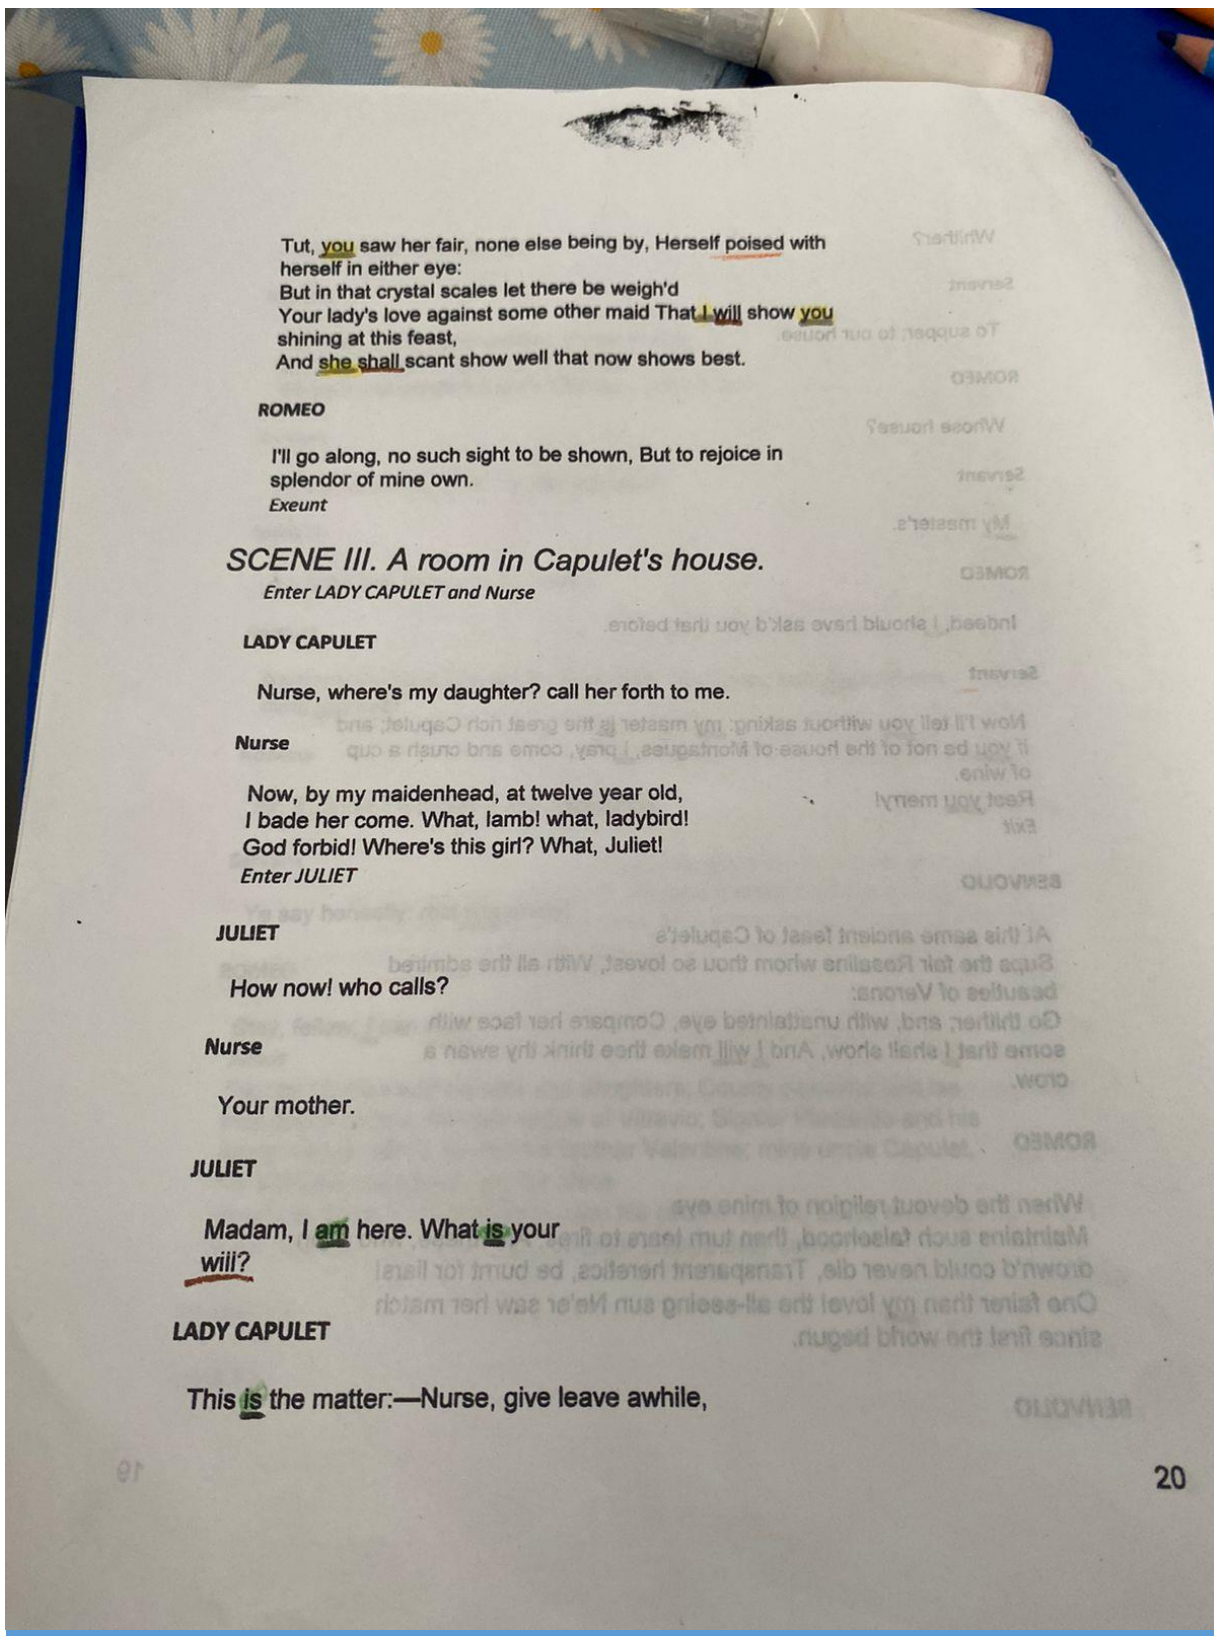 Tut, you saw her fair, none else being by, Herself poised with
herself in either eye:
But in that crystal scales let there be weigh'd
Your lady's love against some other maid That I will show you
shining at this feast,
And she shall scant show well that now shows best.
ROMEO
I'll go along, no such sight to be shown, But to rejoice in
splendor of mine own.
Exeunt
SCENE III. A room in Capulet's house.
Enter LADY CAPULET and Nurse
LADY CAPULET
Nurse, where's my daughter? call her forth to me.
Nurse
Now, by my maidenhead, at twelve year old,
I bade her come. What, lamb! what, ladybird!
God forbid! Where's this girl? What, Juliet!
Enter JULIET
JULIET
How now! who calls?
Nurse
Your mother.
JULIET
Madam, I am here. What is your
will?
LADY CAPULET
This is the matter:—Nurse, give leave awhile,
20